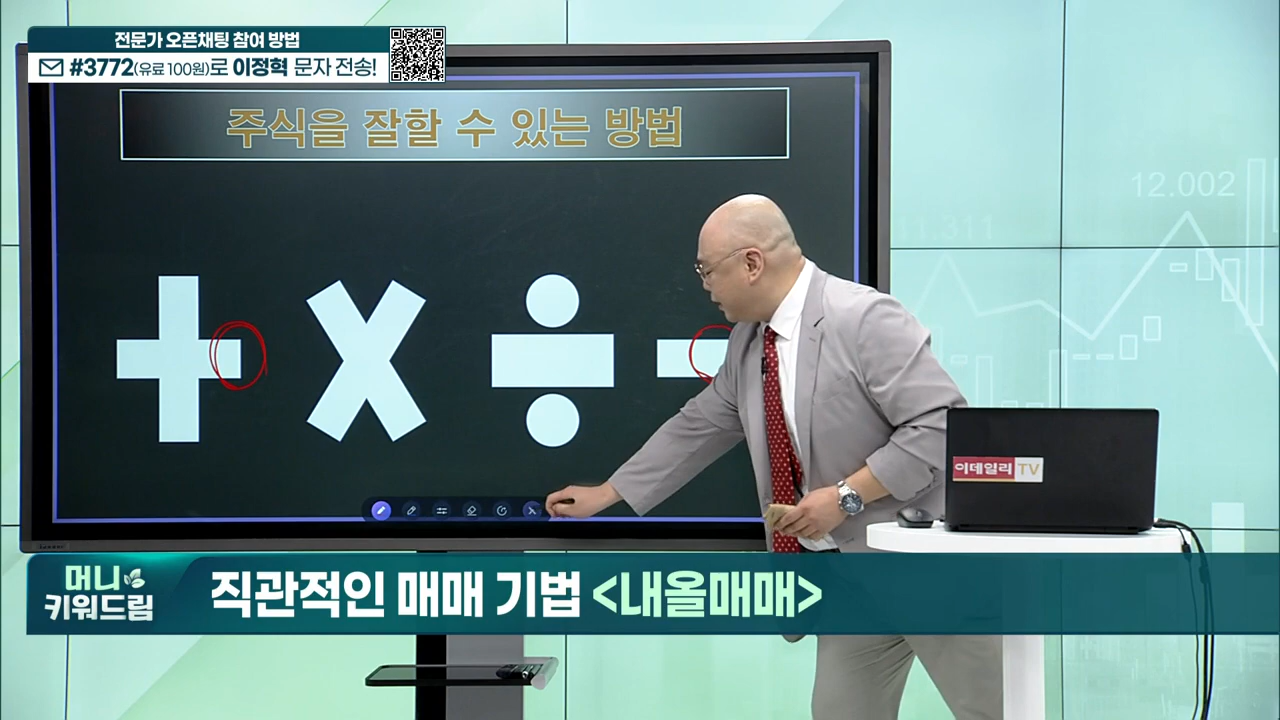 전문가 오픈채팅 참여 방법
#3772(유료 100원)로 이정혁 문자 전송!
주식을 잘할 수 있는 방법
12.002
11.311
+ × ÷ -
이데일리 TV
머니
키워드림
직관적인 매매 기법 <내올매매>